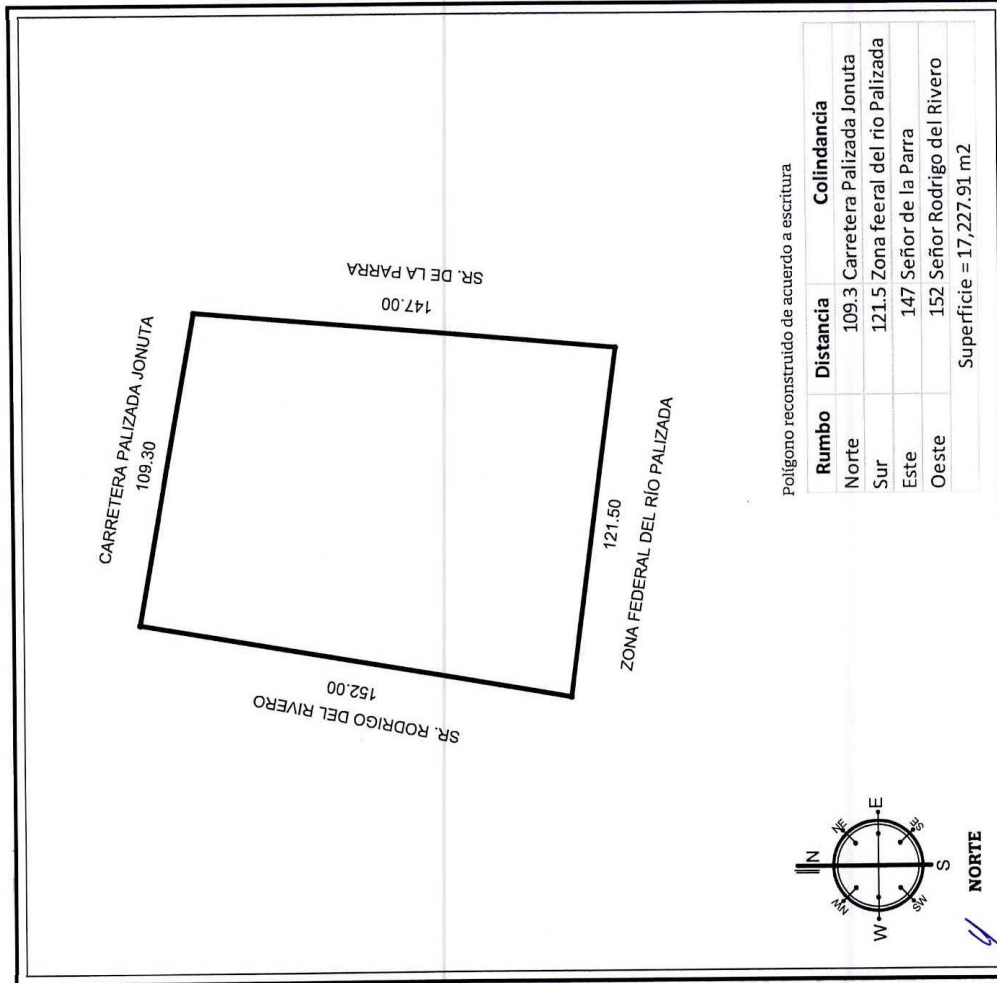 CARRETERA PALIZADA JONUTA
109.30
SR. DE LA PARRA
147.00
SR. RODRIGO DEL RIVERO
152.00
121.50
ZONA FEDERAL DEL RÍO PALIZADA
N
NE
E
SE
S
SW
W
NW
NORTE
Polígono reconstruido de acuerdo a escritura
Rumbo Distancia Colindancia
Norte 109.3 Carretera Palizada Jonuta
Sur 121.5 Zona feeral del rio Palizada
Este 147 Señor de la Parra
Oeste 152 Señor Rodrigo del Rivero
Superficie = 17,227.91 m2